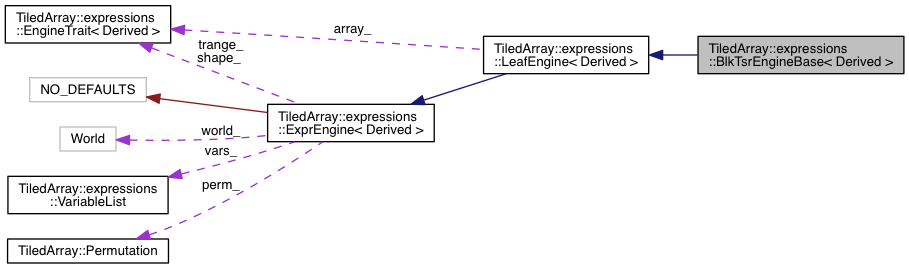 TiledArray::expressions
::EngineTrait< Derived >
array_
TiledArray::expressions
::LeafEngine< Derived >
TiledArray::expressions
::BlkTsrEngineBase< Derived >
trange_
shape_
NO_DEFAULTS
TiledArray::expressions
::ExprEngine< Derived >
World
world_
vars_
TiledArray::expressions
::VariableList
perm_
TiledArray::Permutation